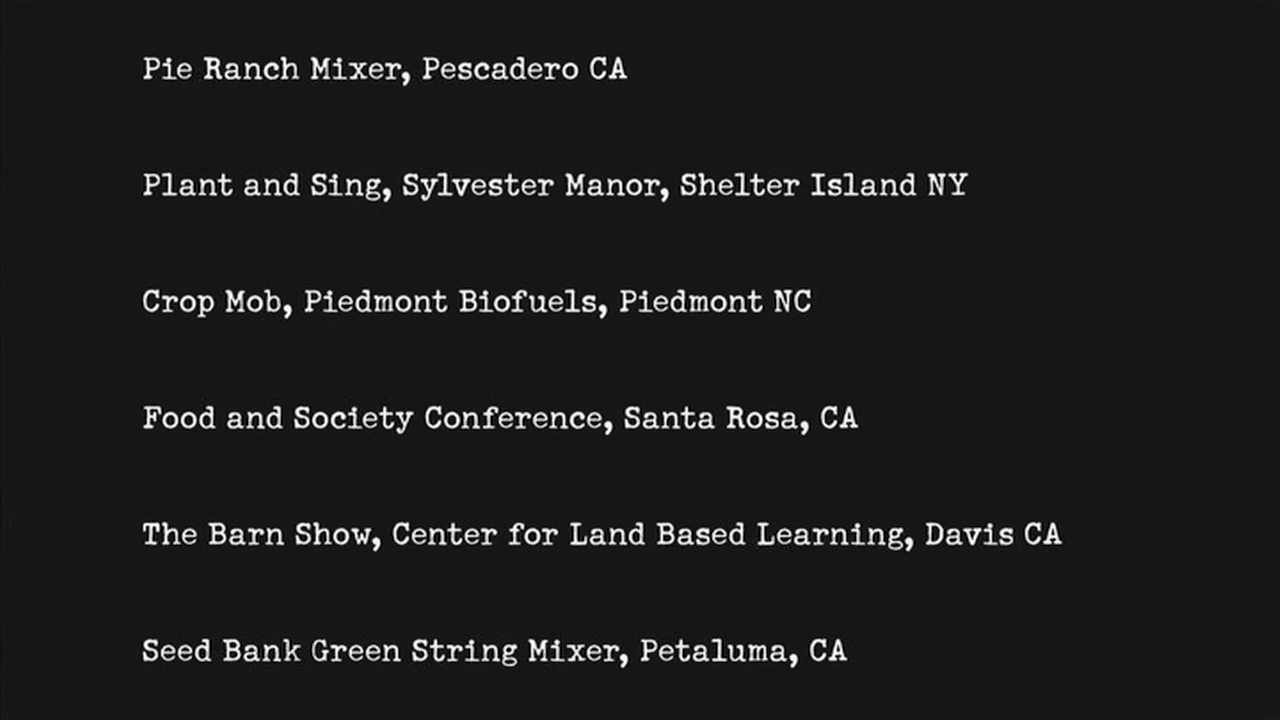 Pie Ranch Mixer, Pescadero CA
Plant and Sing, Sylvester Manor, Shelter Island NY
Crop Mob, Piedmont Biofuels, Piedmont NC
Food and Society Conference, Santa Rosa, CA
The Barn Show, Center for Land Based Learning, Davis CA
Seed Bank Green String Mixer, Petaluma, CA